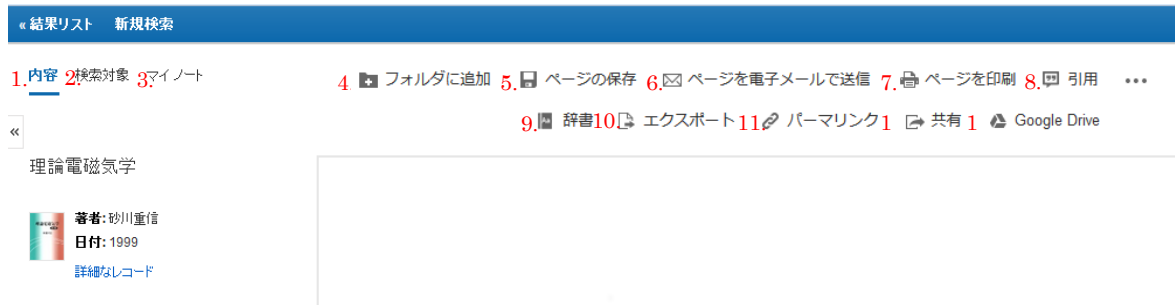 «結果リスト 新規検索
1.内容 2.検索対象 3.マイノート 4 フォルダに追加 5.ページの保存 6.ページを電子メールで送信 7.ページを印刷 8.引用 •••
9.辞書 10.エクスポート 11パーマリンク 1 共有 1 Google Drive
«
理論電磁気学
著者: 砂川重信
日付: 1999
詳細なレコード